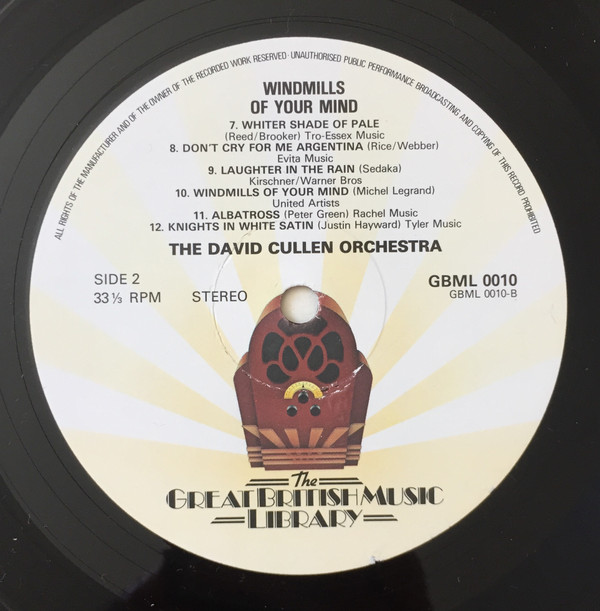 ALL RIGHTS OF THE MANUFACTURER AND OF THE OWNER OF THE RECORDED WORK RESERVED · UNAUTHORISED PUBLIC PERFORMANCE BROADCASTING AND COPYING OF THIS RECORD PROHIBITED
WINDMILLS
OF YOUR MIND
7. WHITER SHADE OF PALE
(Reed/Brooker) Tro-Essex Music
8. DON'T CRY FOR ME ARGENTINA (Rice/Webber)
Evita Music
9. LAUGHTER IN THE RAIN (Sedaka)
Kirschner/Warner Bros
10. WINDMILLS OF YOUR MIND (Michel Legrand)
United Artists
11. ALBATROSS (Peter Green) Rachel Music
12. KNIGHTS IN WHITE SATIN (Justin Hayward) Tyler Music
THE DAVID CULLEN ORCHESTRA
SIDE 2
GBML 0010
33⅓ RPM STEREO
GBML 0010-B
The
GREAT BRITISH MUSIC
LIBRARY